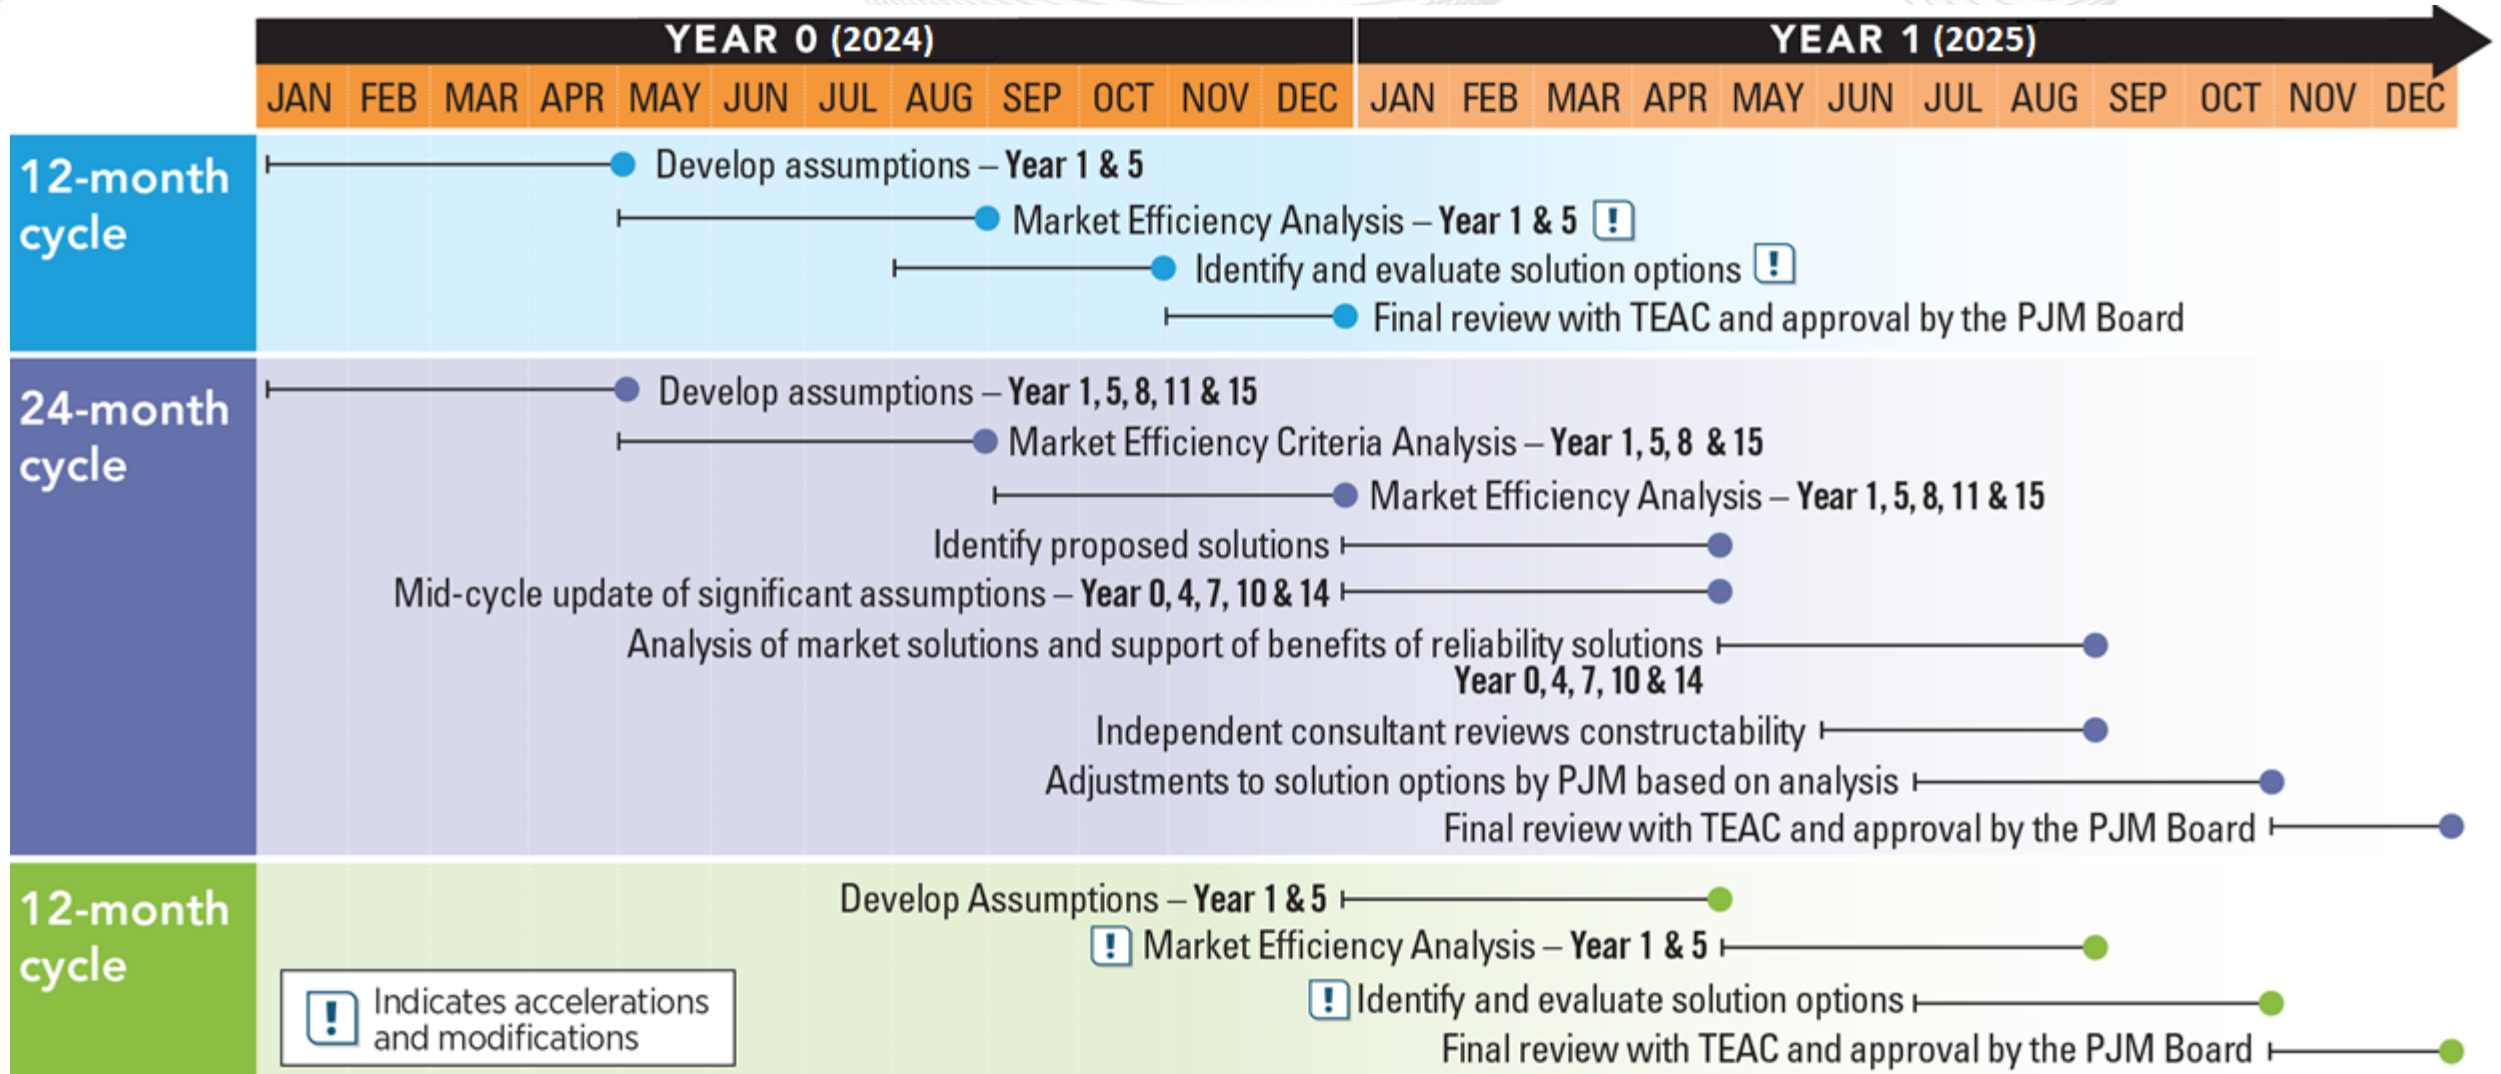 YEAR 0 (2024)
YEAR 1 (2025)
JAN FEB MAR APR MAY JUN JUL AUG SEP OCT NOV DEC JAN FEB MAR APR MAY JUN JUL AUG SEP OCT NOV DEC
12-month
cycle
Develop assumptions – Year 1 & 5
Market Efficiency Analysis – Year 1 & 5 !
Identify and evaluate solution options !
Final review with TEAC and approval by the PJM Board
24-month
cycle
Develop assumptions – Year 1, 5, 8, 11 & 15
Market Efficiency Criteria Analysis – Year 1, 5, 8 & 15
Market Efficiency Analysis – Year 1, 5, 8, 11 & 15
Identify proposed solutions
Mid-cycle update of significant assumptions – Year 0, 4, 7, 10 & 14
Analysis of market solutions and support of benefits of reliability solutions
Year 0, 4, 7, 10 & 14
Independent consultant reviews constructability
Adjustments to solution options by PJM based on analysis
Final review with TEAC and approval by the PJM Board
12-month
cycle
Develop Assumptions – Year 1 & 5
! Market Efficiency Analysis – Year 1 & 5
! Identify and evaluate solution options
Final review with TEAC and approval by the PJM Board
! Indicates accelerations
and modifications